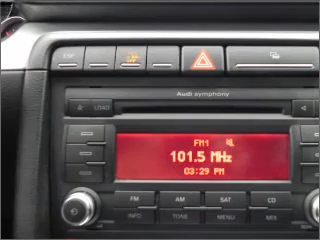 ESP
OFF
Audi symphony
LOAD
FM1
101.5 MHz
03:29 PM
FM AM SAT CD
INFO TONE MENU MIX